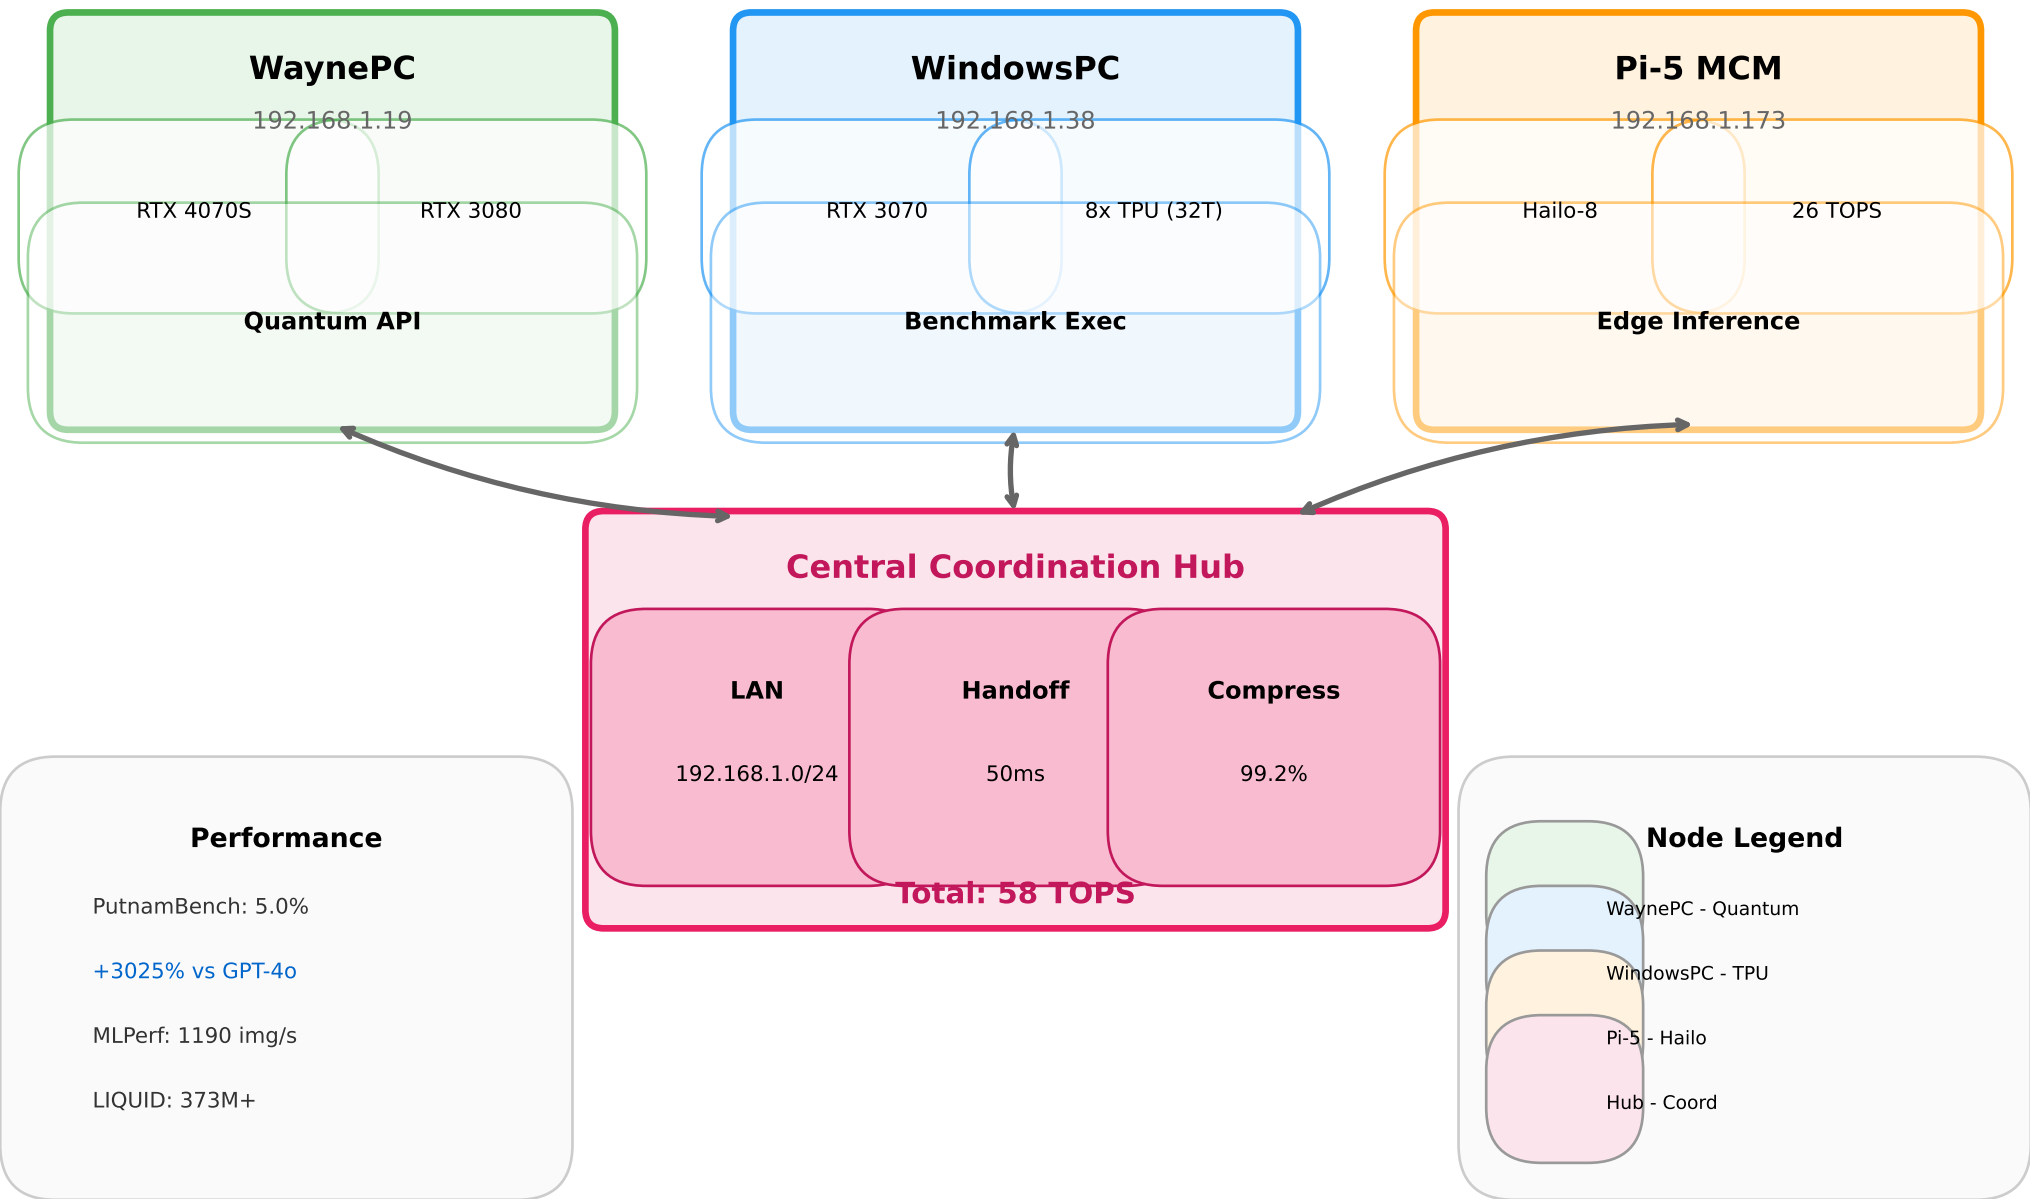 WaynePC
192.168.1.19
RTX 4070S
RTX 3080
Quantum API
WindowsPC
192.168.1.38
RTX 3070
8x TPU (32T)
Benchmark Exec
Pi-5 MCM
192.168.1.173
Hailo-8
26 TOPS
Edge Inference
Central Coordination Hub
LAN
192.168.1.0/24
Handoff
50ms
Compress
99.2%
Total: 58 TOPS
Performance
PutnamBench: 5.0%
+3025% vs GPT-4o
MLPerf: 1190 img/s
LIQUID: 373M+
Node Legend
WaynePC - Quantum
WindowsPC - TPU
Pi-5 - Hailo
Hub - Coord